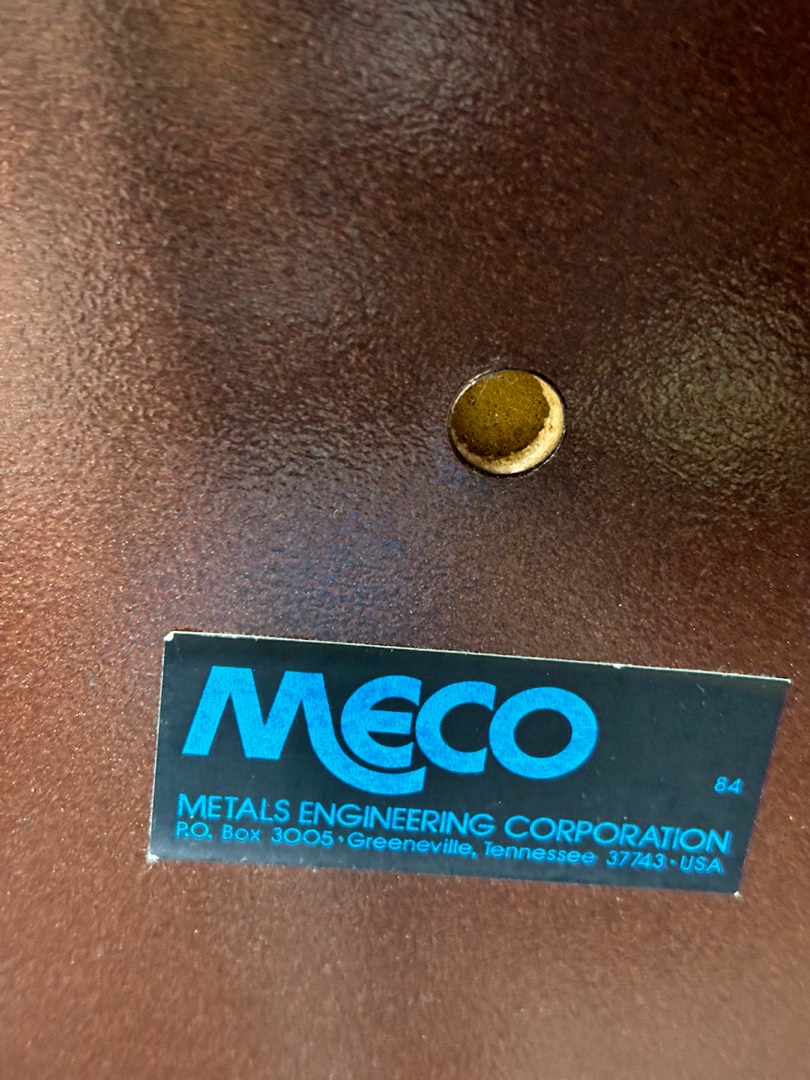 MECO
84
METALS ENGINEERING CORPORATION
P.O. Box 3005 • Greeneville, Tennessee 37743 • USA